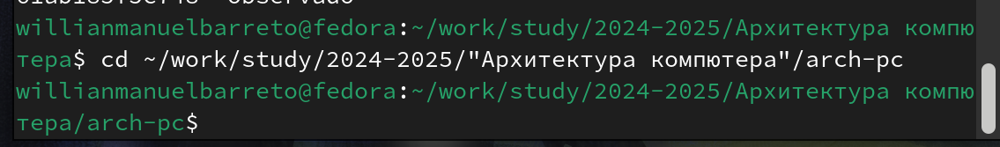 willianmanuelbarreto@fedora:~/work/study/2024-2025/Архитектура компю
тера$ cd ~/work/study/2024-2025/"Архитектура компютера"/arch-pc
willianmanuelbarreto@fedora:~/work/study/2024-2025/Архитектура компю
тера/arch-pc$